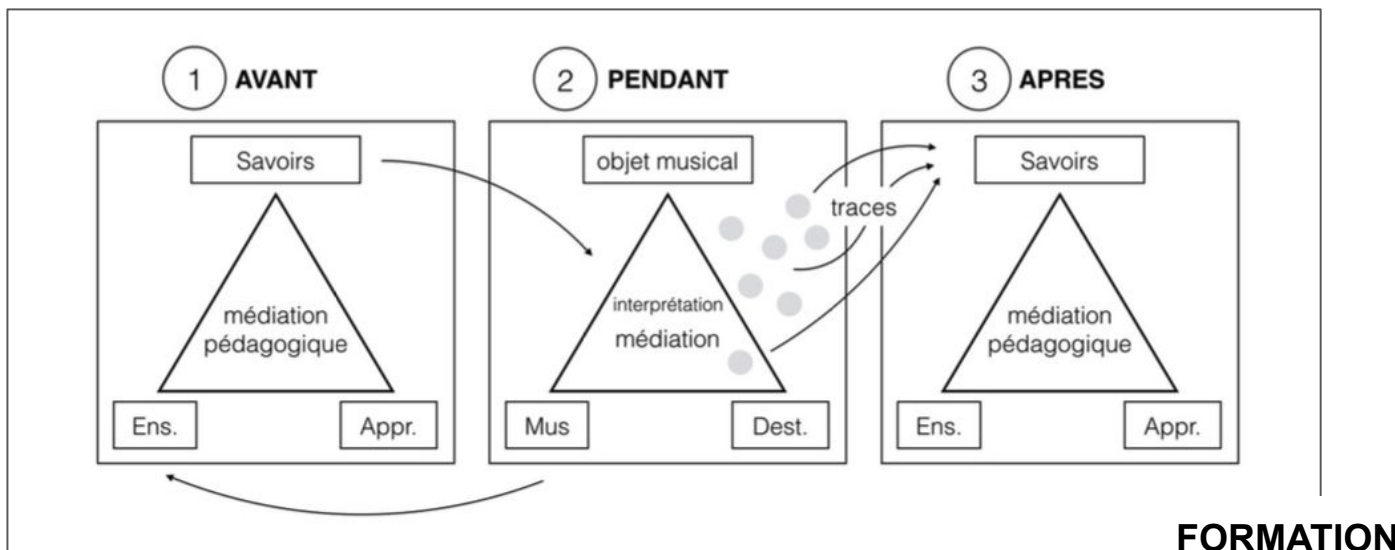 1 AVANT
2 PENDANT
3 APRES
Savoirs
médiation
pédagogique
Ens.
Appr.
objet musical
traces
interprétation
médiation
Mus
Dest.
Savoirs
médiation
pédagogique
Ens.
Appr.
FORMATION